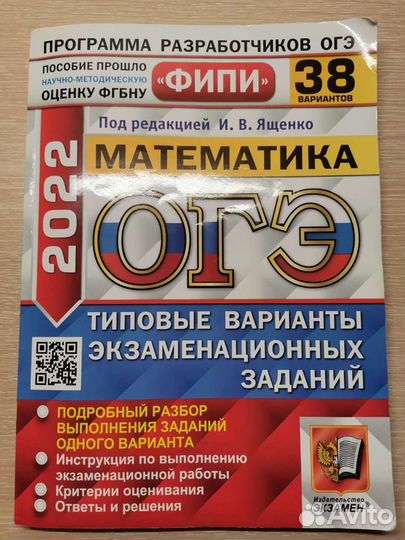 ПРОГРАММА РАЗРАБОТЧИКОВ ОГЭ
ПОСОБИЕ ПРОШЛО
НАУЧНО-МЕТОДИЧЕСКУЮ
ОЦЕНКУ ФГБНУ
«ФИПИ»
38
ВАРИАНТОВ
Под редакцией И. В. Ященко
2022
МАТЕМАТИКА
ОГЭ
ТИПОВЫЕ ВАРИАНТЫ
ЭКЗАМЕНАЦИОННЫХ
ЗАДАНИЙ
ПОДРОБНЫЙ РАЗБОР
ВЫПОЛНЕНИЯ ЗАДАНИЙ
ОДНОГО ВАРИАНТА
Инструкция по выполнению
экзаменационной работы
Критерии оценивания
Ответы и решения
Издательство
ЭКЗАМЕН®
Avito